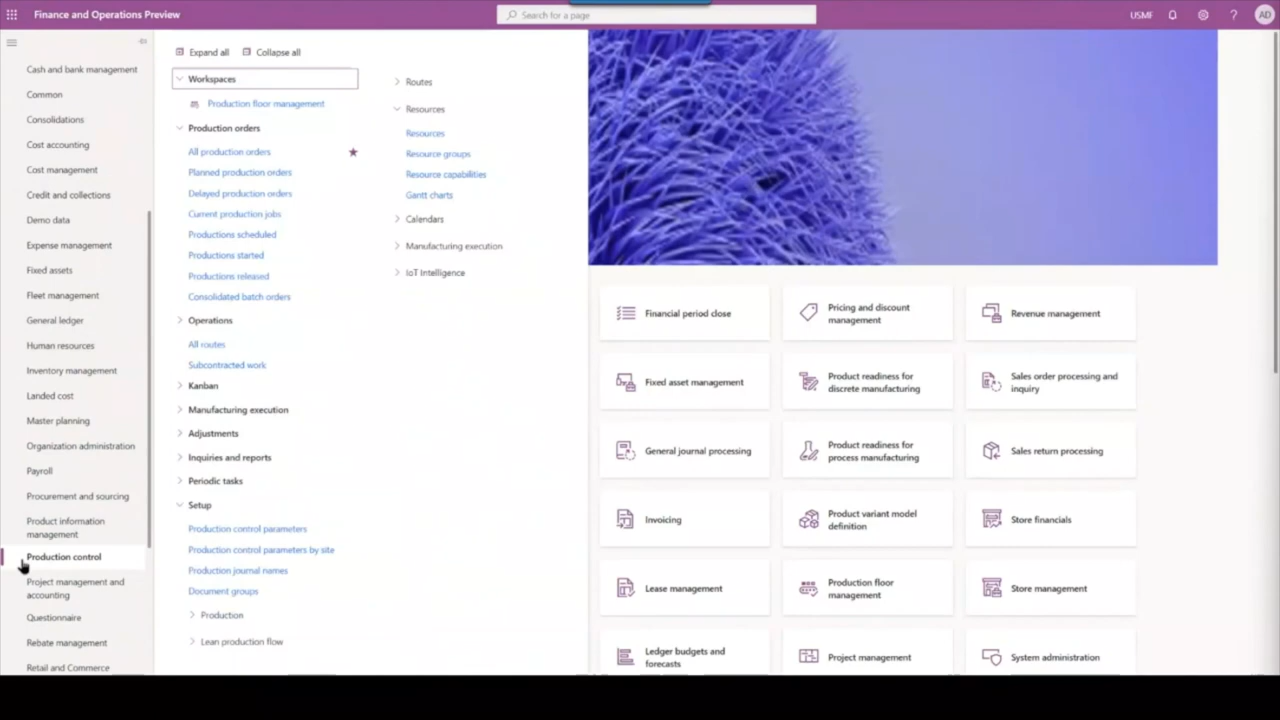 Finance and Operations Preview
Search for a page
USMF
?
AD
Cash and bank management
Common
Consolidations
Cost accounting
Cost management
Credit and collections
Demo data
Expense management
Fixed assets
Fleet management
General ledger
Human resources
Inventory management
Landed cost
Master planning
Organization administration
Payroll
Procurement and sourcing
Product information
management
Production control
Project management and
accounting
Questionnaire
Rebate management
Retail and Commerce
Expand all
Collapse all
Workspaces
Production floor management
Production orders
All production orders
Planned production orders
Delayed production orders
Current production jobs
Productions scheduled
Productions started
Productions released
Consolidated batch orders
Operations
All routes
Subcontracted work
Kanban
Manufacturing execution
Adjustments
Inquiries and reports
Periodic tasks
Setup
Production control parameters
Production control parameters by site
Production journal names
Document groups
Production
Lean production flow
Routes
Resources
Resources
Resource groups
Resource capabilities
Gantt charts
Calendars
Manufacturing execution
IoT Intelligence
Financial period close
Pricing and discount
management
Revenue management
Fixed asset management
Product readiness for
discrete manufacturing
Sales order processing and
inquiry
General journal processing
Product readiness for
process manufacturing
Sales return processing
Invoicing
Product variant model
definition
Store financials
Lease management
Production floor
management
Store management
Ledger budgets and
forecasts
Project management
System administration